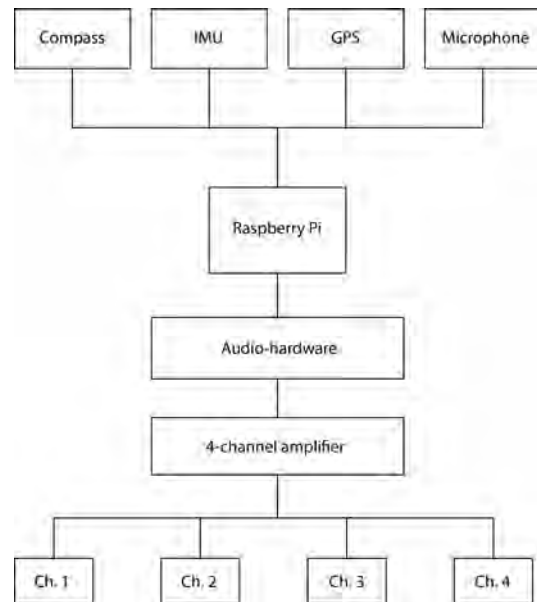 Compass
IMU
GPS
Microphone
Raspberry Pi
Audio-hardware
4-channel amplifier
Ch. 1
Ch. 2
Ch. 3
Ch. 4